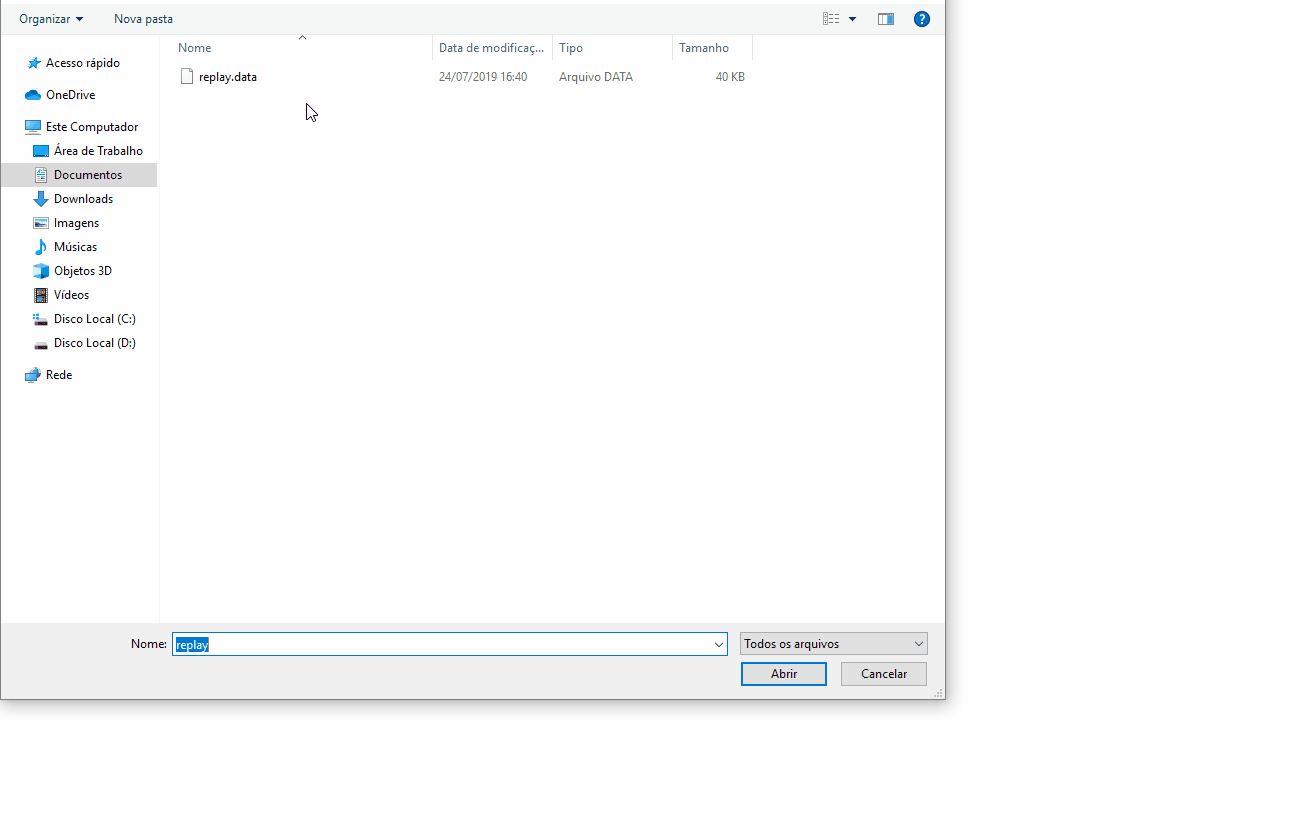 Organizar Nova pasta ?
Nome Data de modificaç... Tipo Tamanho
replay.data 24/07/2019 16:40 Arquivo DATA 40 KB
Acesso rápido
OneDrive
Este Computador
Área de Trabalho
Documentos
Downloads
Imagens
Músicas
Objetos 3D
Vídeos
Disco Local (C:)
Disco Local (D:)
Rede
Nome: replay Todos os arquivos
Abrir Cancelar